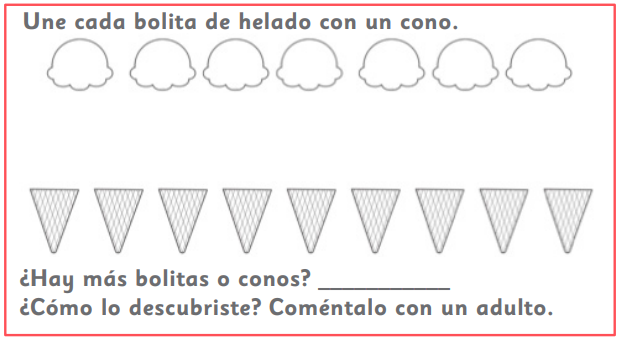 Une cada bolita de helado con un cono.
¿Hay más bolitas o conos? ___________
¿Cómo lo descubriste? Coméntalo con un adulto.